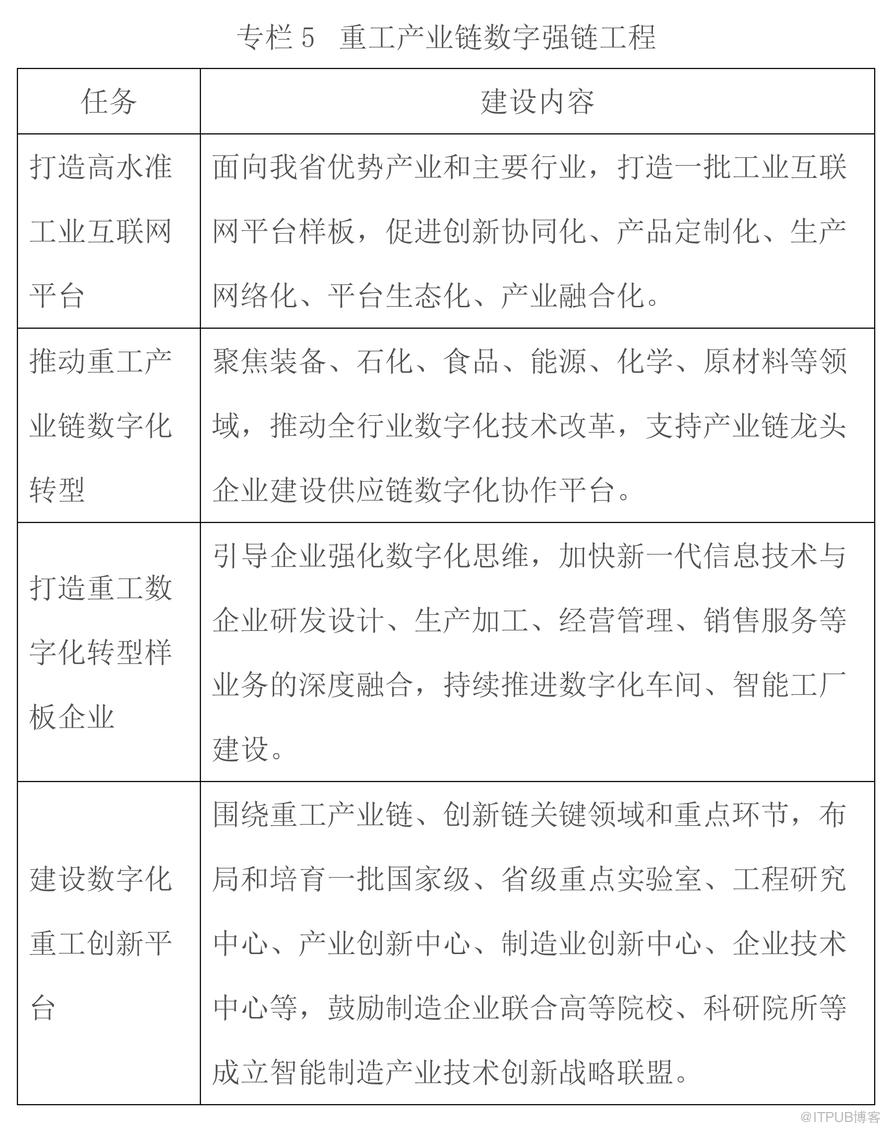 专栏5 重工产业链数字强链工程
任务
建设内容
打造高水准
工业互联网
平台
面向我省优势产业和主要行业，打造一批工业互联
网平台样板，促进创新协同化、产品定制化、生产
网络化、平台生态化、产业融合化。
推动重工产
业链数字化
转型
聚焦装备、石化、食品、能源、化学、原材料等领
域，推动全行业数字化技术改革，支持产业链龙头
企业建设供应链数字化协作平台。
打造重工数
字化转型样
板企业
引导企业强化数字化思维，加快新一代信息技术与
企业研发设计、生产加工、经营管理、销售服务等
业务的深度融合，持续推进数字化车间、智能工厂
建设。
建设数字化
重工创新平
台
围绕重工产业链、创新链关键领域和重点环节，布
局和培育一批国家级、省级重点实验室、工程研究
中心、产业创新中心、制造业创新中心、企业技术
中心等，鼓励制造企业联合高等院校、科研院所等
成立智能制造产业技术创新战略联盟。
@ITPUB博客